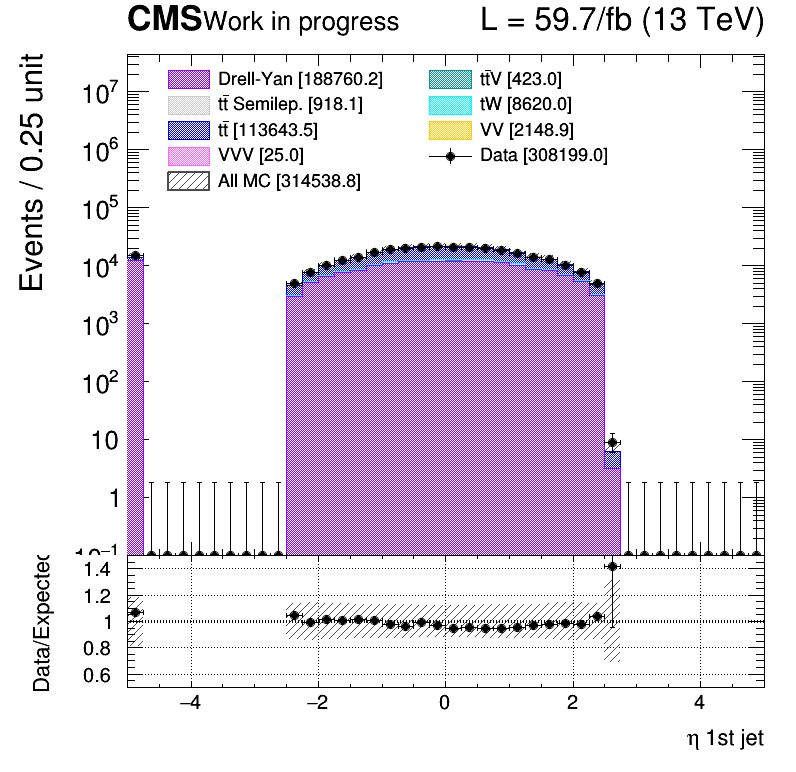 CMS Work in progress L = 59.7/fb (13 TeV)
Events / 0.25 unit
Drell-Yan [188760.2] tt̄V [423.0]
tt̄ Semilep. [918.1] tW [8620.0]
tt̄ [113643.5] VV [2148.9]
VVV [25.0] Data [308199.0]
All MC [314538.8]
10⁷
10⁶
10⁵
10⁴
10³
10²
10
1
10⁻¹
Data/Expected
1.4
1.2
1
0.8
0.6
−4 −2 0 2 4
η 1st jet